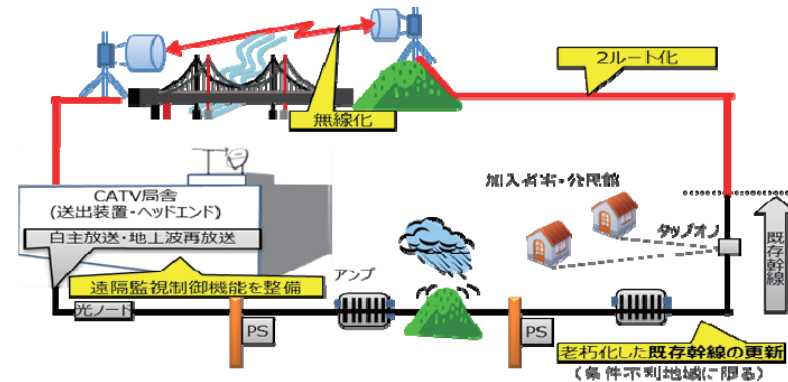 2ルート化
無線化
CATV局舎
(送出装置・ヘッドエンド)
自主放送・地上波再放送
遠隔監視制御機能を整備
加入者宅・公民館
タップオフ
既存幹線
アンプ
光ノード
PS
PS
老朽化した既存幹線の更新
(条件不利地域に限る)